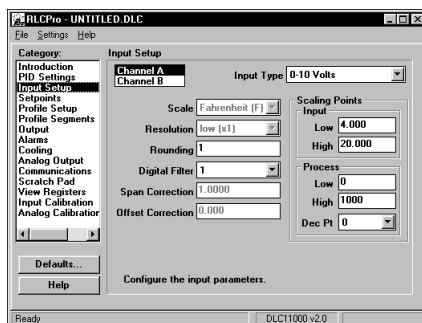 RLCPro - UNTITLED.DLC
File Settings Help
Category:
Introduction
PID Settings
Input Setup
Setpoints
Profile Setup
Profile Segments
Output
Alarms
Cooling
Analog Output
Communications
Scratch Pad
View Registers
Input Calibration
Analog Calibration
Defaults...
Help
Input Setup
Channel A
Channel B
Input Type 0-10 Volts
Scale Fahrenheit (F)
Resolution low (x1)
Rounding 1
Digital Filter 1
Span Correction 1.0000
Offset Correction 0.000
Scaling Points
Input
Low 4.000
High 20.000
Process
Low 0
High 1000
Dec Pt 0
Configure the input parameters.
Ready DLC11000 v2.0